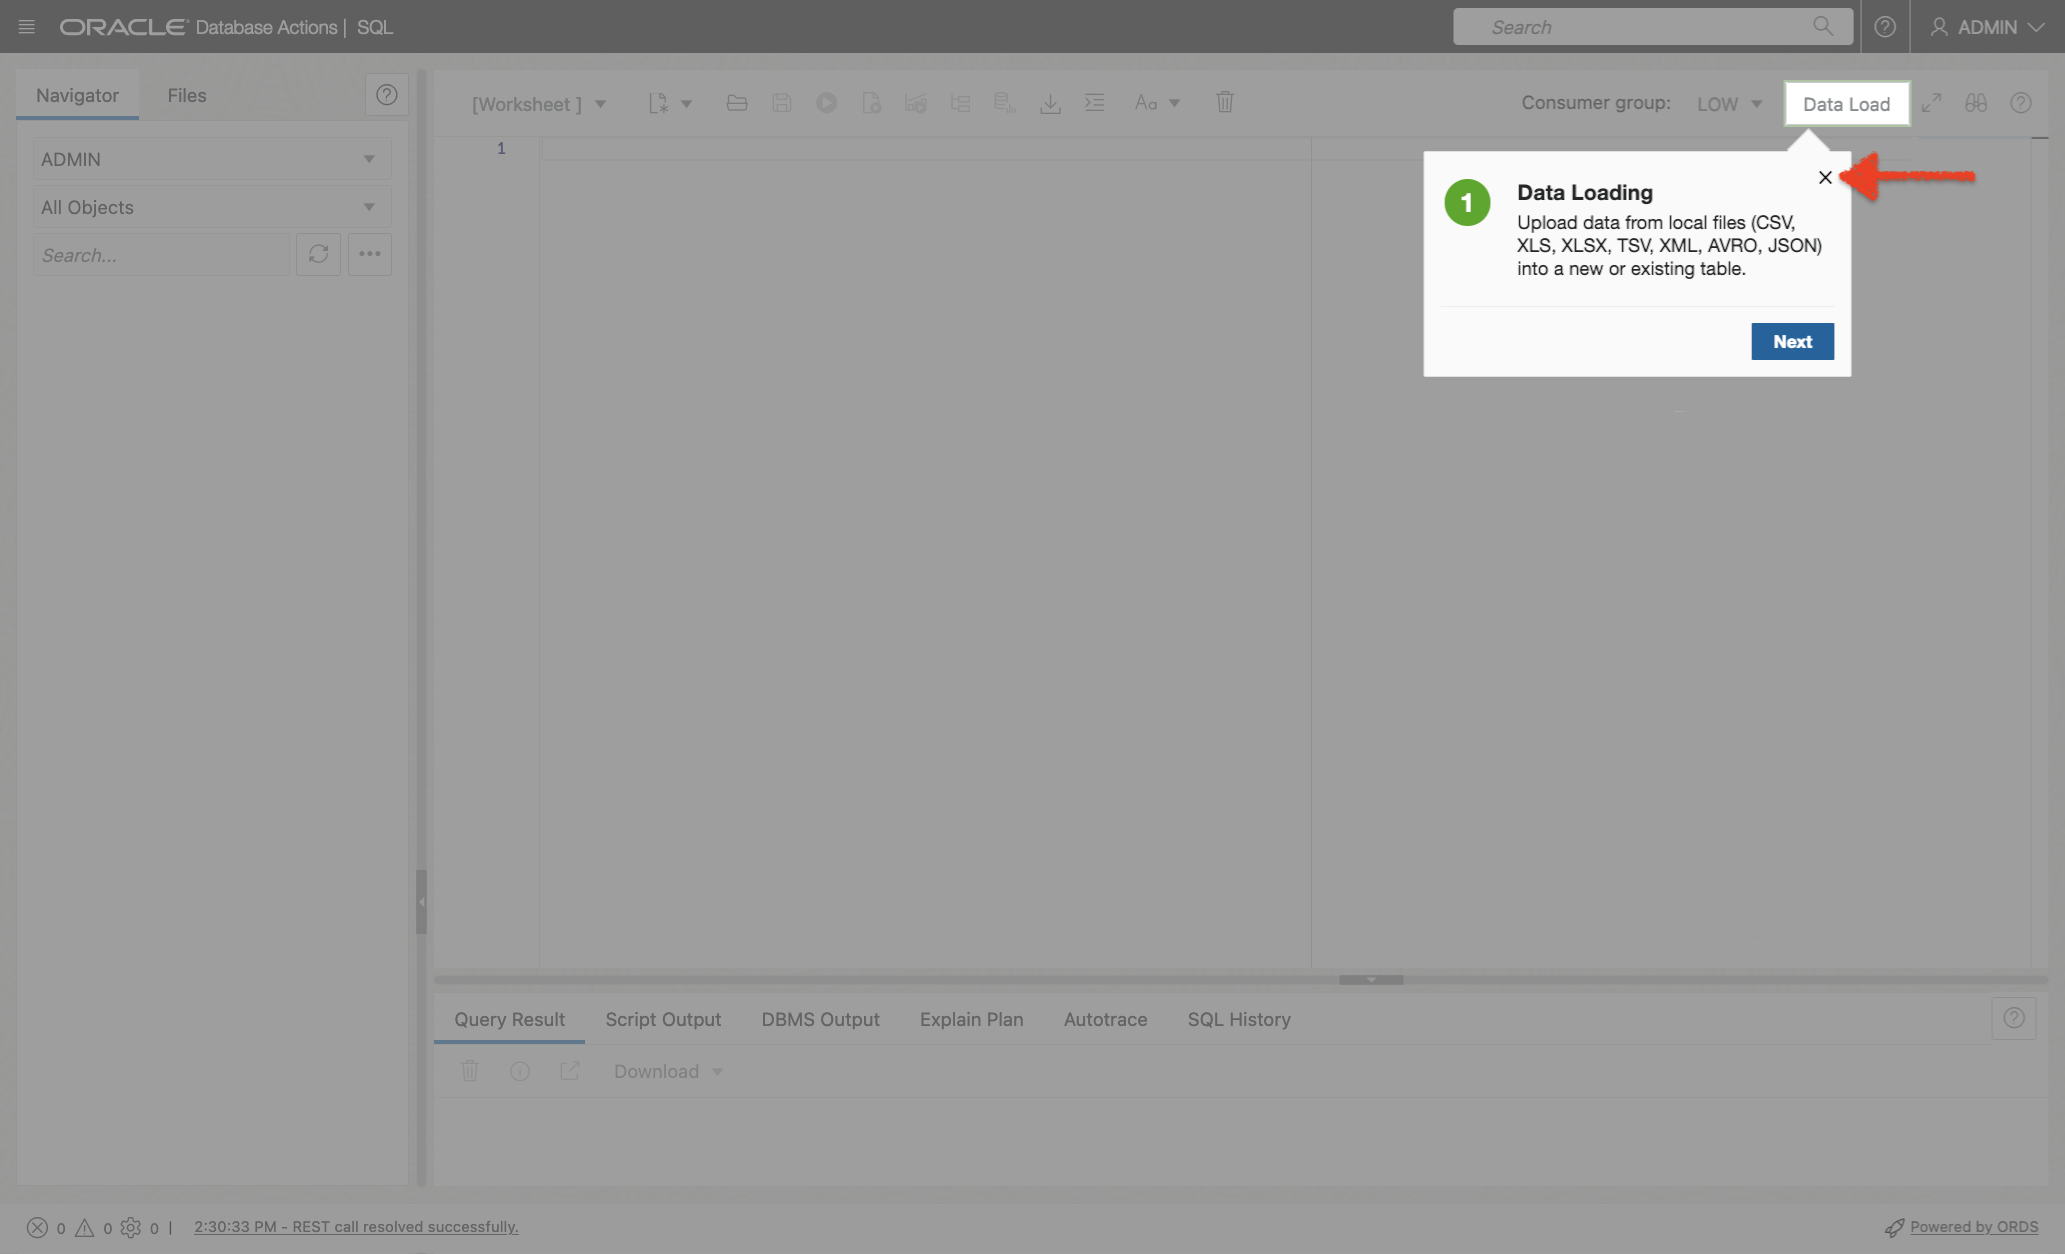 ORACLE Database Actions | SQL
Search
ADMIN
Navigator
Files
[Worksheet ]
Aa
Consumer group:
LOW
Data Load
ADMIN
All Objects
Search...
1
1
Data Loading
Upload data from local files (CSV,
XLS, XLSX, TSV, XML, AVRO, JSON)
into a new or existing table.
Next
Query Result
Script Output
DBMS Output
Explain Plan
Autotrace
SQL History
Download
0
0
0 |
2:30:33 PM - REST call resolved successfully.
Powered by ORDS